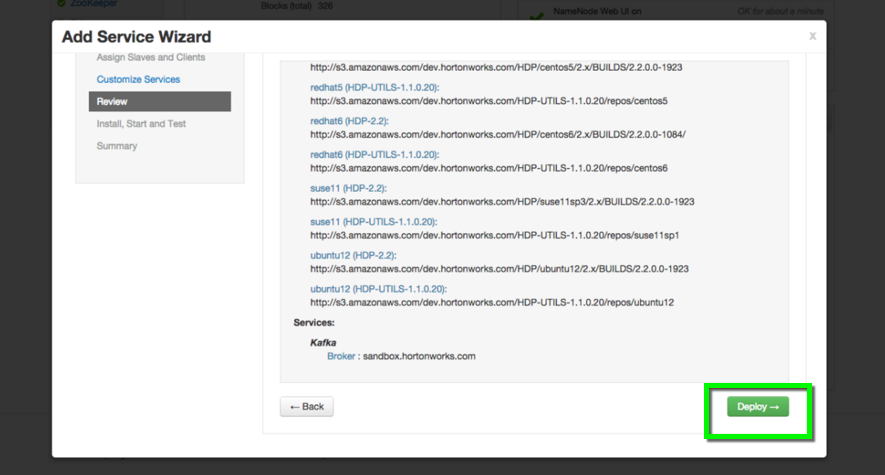 ZooKeeper
Blocks (total) 326
NameNode Web UI on
OK for about a minute
Add Service Wizard
x
Assign Slaves and Clients
Customize Services
Review
Install, Start and Test
Summary
http://s3.amazonaws.com/dev.hortonworks.com/HDP/centos5/2.x/BUILDS/2.2.0.0-1923
redhat5 (HDP-UTILS-1.1.0.20):
http://s3.amazonaws.com/dev.hortonworks.com/HDP-UTILS-1.1.0.20/repos/centos5
redhat6 (HDP-2.2):
http://s3.amazonaws.com/dev.hortonworks.com/HDP/centos6/2.x/BUILDS/2.2.0.0-1084/
redhat6 (HDP-UTILS-1.1.0.20):
http://s3.amazonaws.com/dev.hortonworks.com/HDP-UTILS-1.1.0.20/repos/centos6
suse11 (HDP-2.2):
http://s3.amazonaws.com/dev.hortonworks.com/HDP/suse11sp3/2.x/BUILDS/2.2.0.0-1923
suse11 (HDP-UTILS-1.1.0.20):
http://s3.amazonaws.com/dev.hortonworks.com/HDP-UTILS-1.1.0.20/repos/suse11sp1
ubuntu12 (HDP-2.2):
http://s3.amazonaws.com/dev.hortonworks.com/HDP/ubuntu12/2.x/BUILDS/2.2.0.0-1923
ubuntu12 (HDP-UTILS-1.1.0.20):
http://s3.amazonaws.com/dev.hortonworks.com/HDP-UTILS-1.1.0.20/repos/ubuntu12
Services:
Kafka
Broker : sandbox.hortonworks.com
← Back
Deploy →